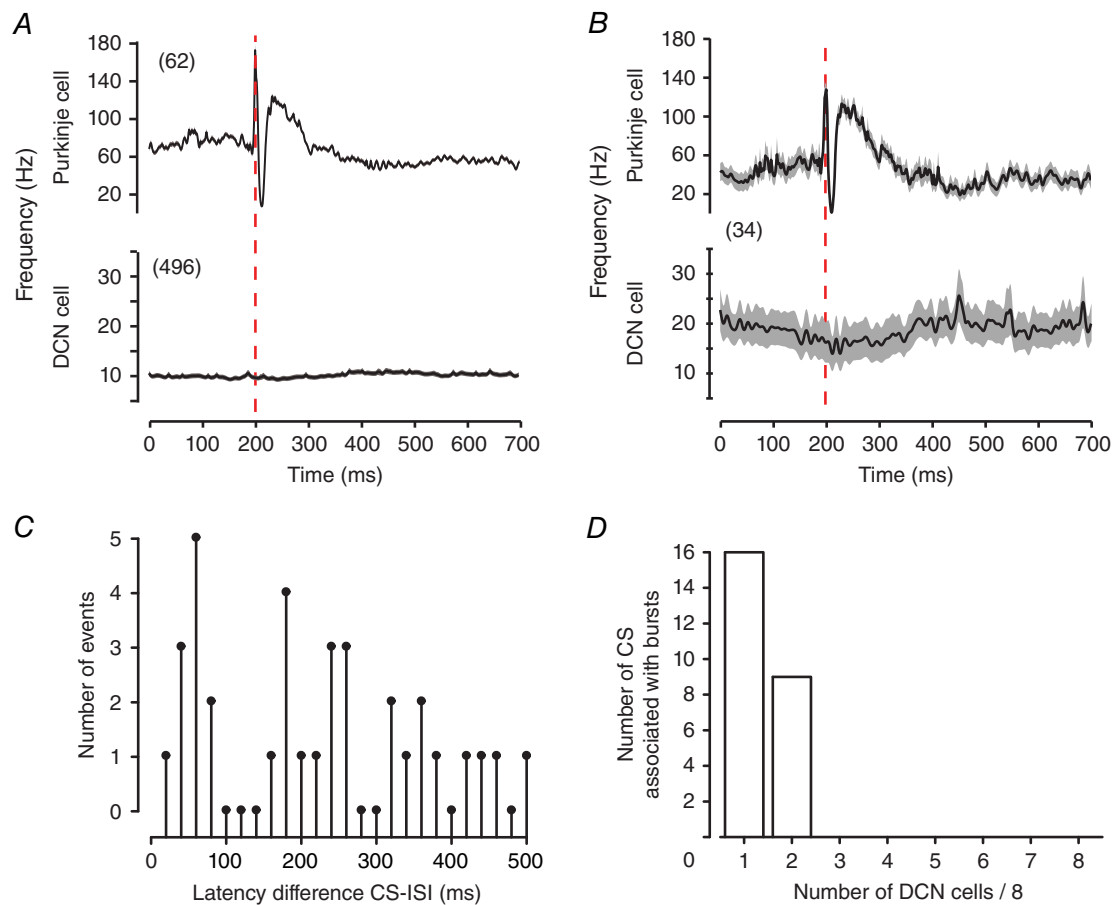 A
Frequency (Hz)
Purkinje cell
180
140
100
60
20
(62)
DCN cell
30
20
10
(496)
0 100 200 300 400 500 600 700
Time (ms)
B
Frequency (Hz)
Purkinje cell
180
140
100
60
20
(34)
DCN cell
30
20
10
0 100 200 300 400 500 600 700
Time (ms)
C
Number of events
5
4
3
2
1
0
0 100 200 300 400 500
Latency difference CS-ISI (ms)
D
Number of CS
associated with bursts
16
14
12
10
8
6
4
2
0 1 2 3 4 5 6 7 8
Number of DCN cells / 8